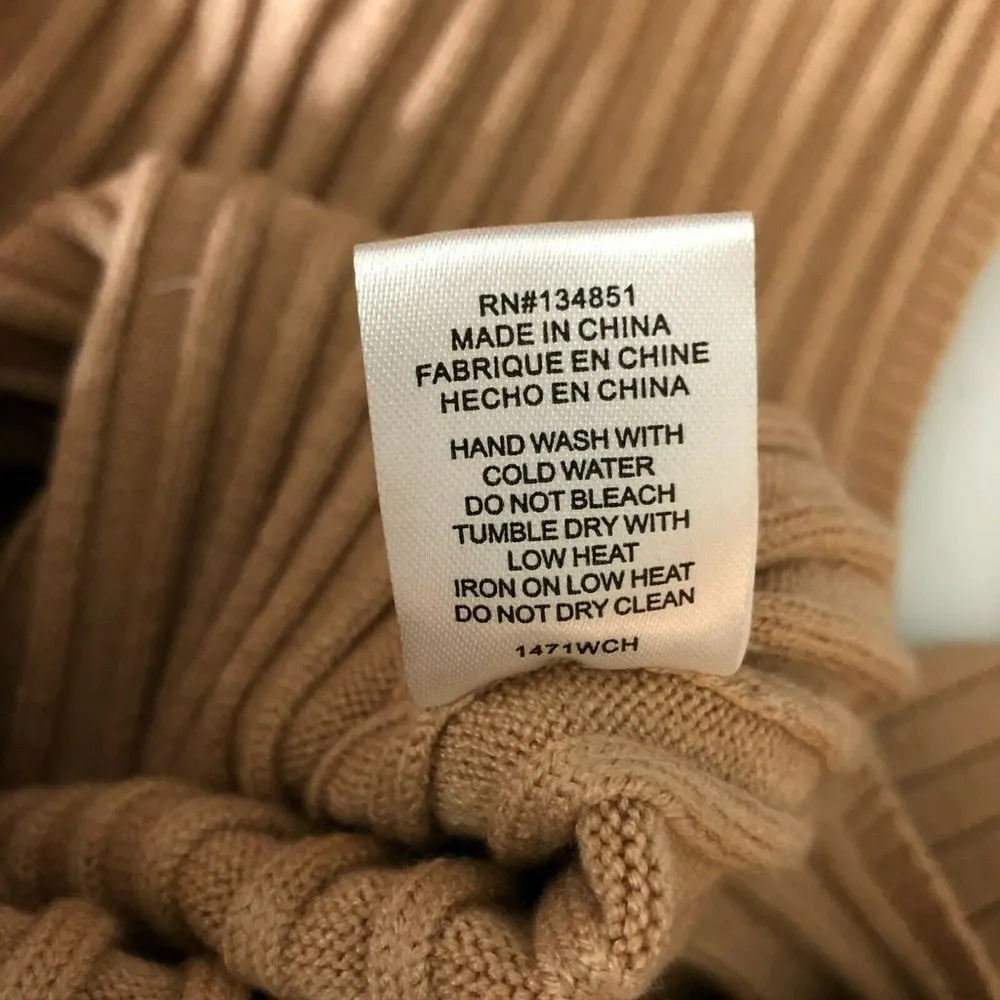 RN#134851
MADE IN CHINA
FABRIQUE EN CHINE
HECHO EN CHINA
HAND WASH WITH
COLD WATER
DO NOT BLEACH
TUMBLE DRY WITH
LOW HEAT
IRON ON LOW HEAT
DO NOT DRY CLEAN
1471WCH